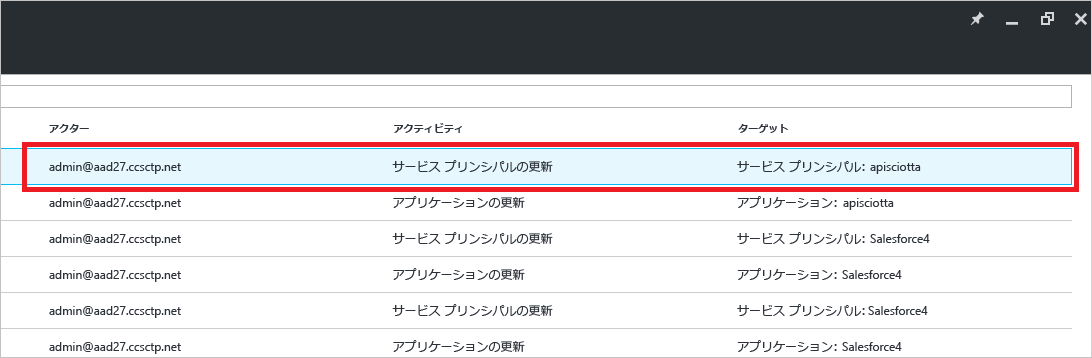 アクター アクティビティ ターゲット
admin@aad27.ccsctp.net サービス プリンシパルの更新 サービス プリンシパル: apisciotta
admin@aad27.ccsctp.net アプリケーションの更新 アプリケーション: apisciotta
admin@aad27.ccsctp.net サービス プリンシパルの更新 サービス プリンシパル: Salesforce4
admin@aad27.ccsctp.net アプリケーションの更新 アプリケーション: Salesforce4
admin@aad27.ccsctp.net サービス プリンシパルの更新 サービス プリンシパル: Salesforce4
admin@aad27.ccsctp.net アプリケーションの更新 アプリケーション: Salesforce4